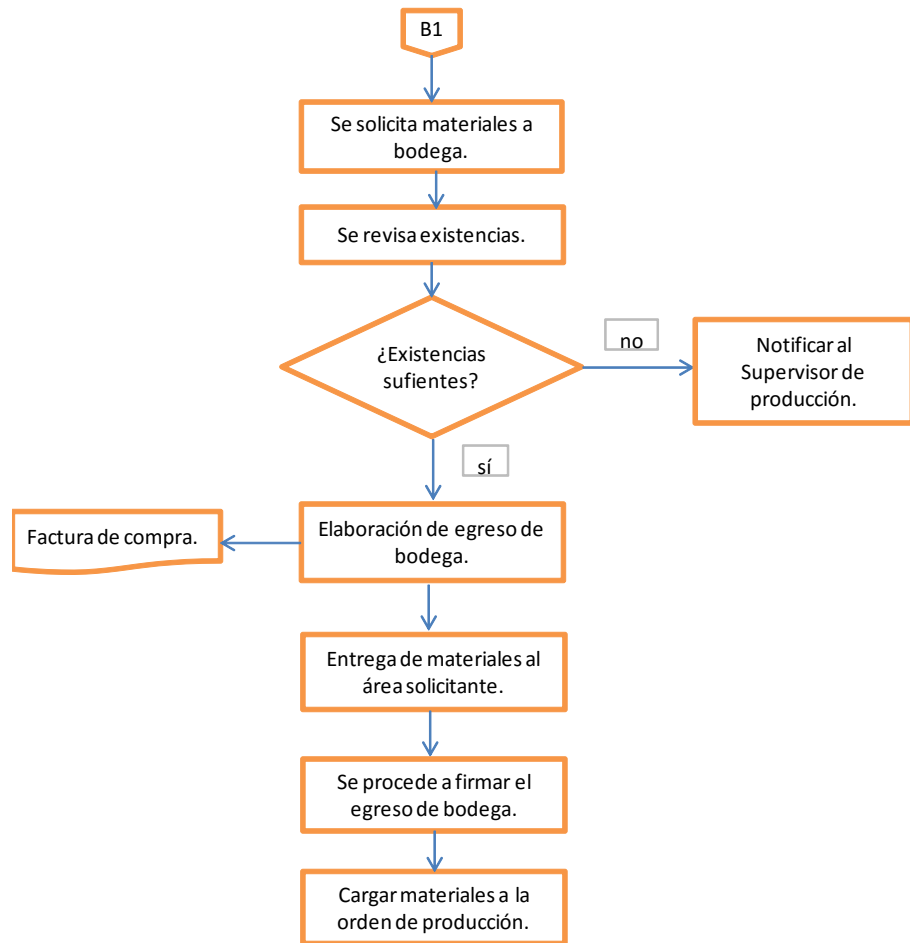 B1
Se solicita materiales a
bodega.
Se revisa existencias.
¿Existencias
sufientes?
no
Notificar al
Supervisor de
producción.
sí
Elaboración de egreso de
bodega.
Factura de compra.
Entrega de materiales al
área solicitante.
Se procede a firmar el
egreso de bodega.
Cargar materiales a la
orden de producción.